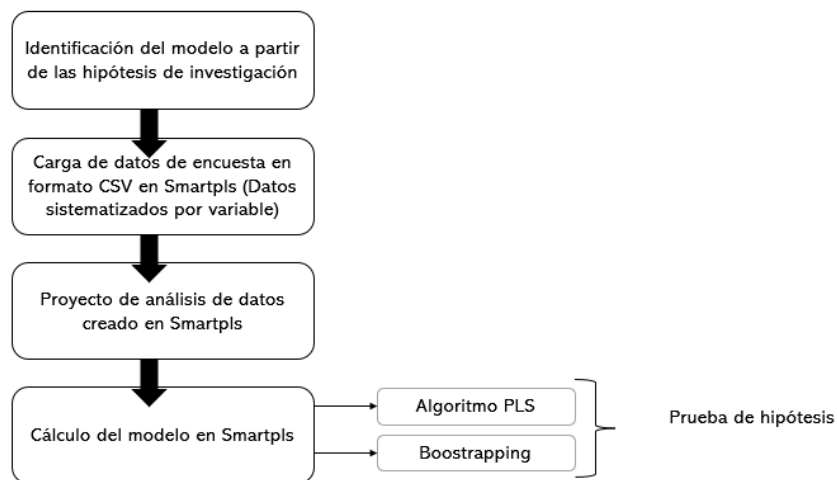 Identificación del modelo a partir
de las hipótesis de investigación
Carga de datos de encuesta en
formato CSV en Smartpls (Datos
sistematizados por variable)
Proyecto de análisis de datos
creado en Smartpls
Cálculo del modelo en Smartpls
Algoritmo PLS
Boostrapping
Prueba de hipótesis